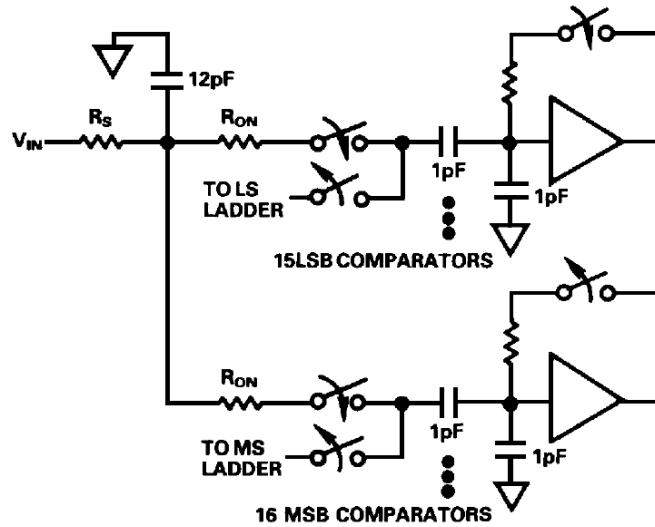 12pF
RS
RON
VIN
1pF
TO LS
LADDER
1pF
15LSB COMPARATORS
RON
1pF
TO MS
LADDER
1pF
16 MSB COMPARATORS